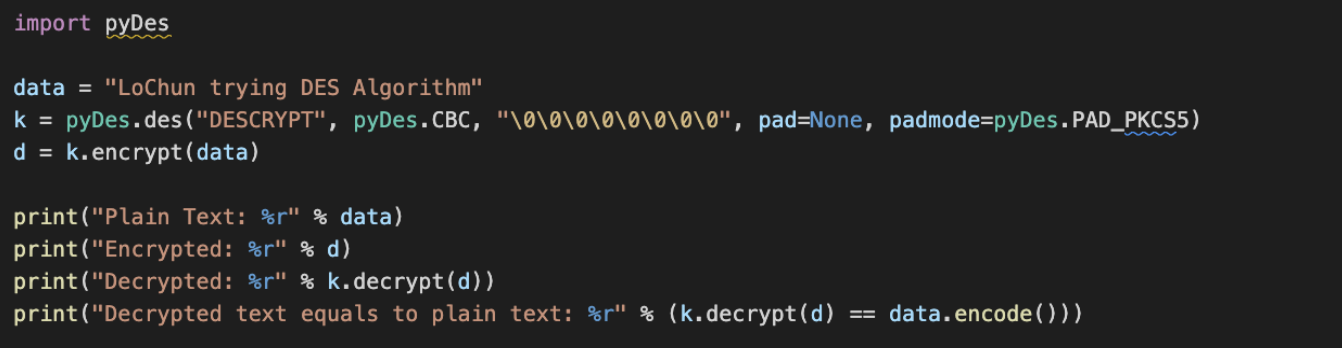 import pyDes
data = "LoChun trying DES Algorithm"
k = pyDes.des("DESCRYPT", pyDes.CBC, "\0\0\0\0\0\0\0\0", pad=None, padmode=pyDes.PAD_PKCS5)
d = k.encrypt(data)
print("Plain Text: %r" % data)
print("Encrypted: %r" % d)
print("Decrypted: %r" % k.decrypt(d))
print("Decrypted text equals to plain text: %r" % (k.decrypt(d) == data.encode()))